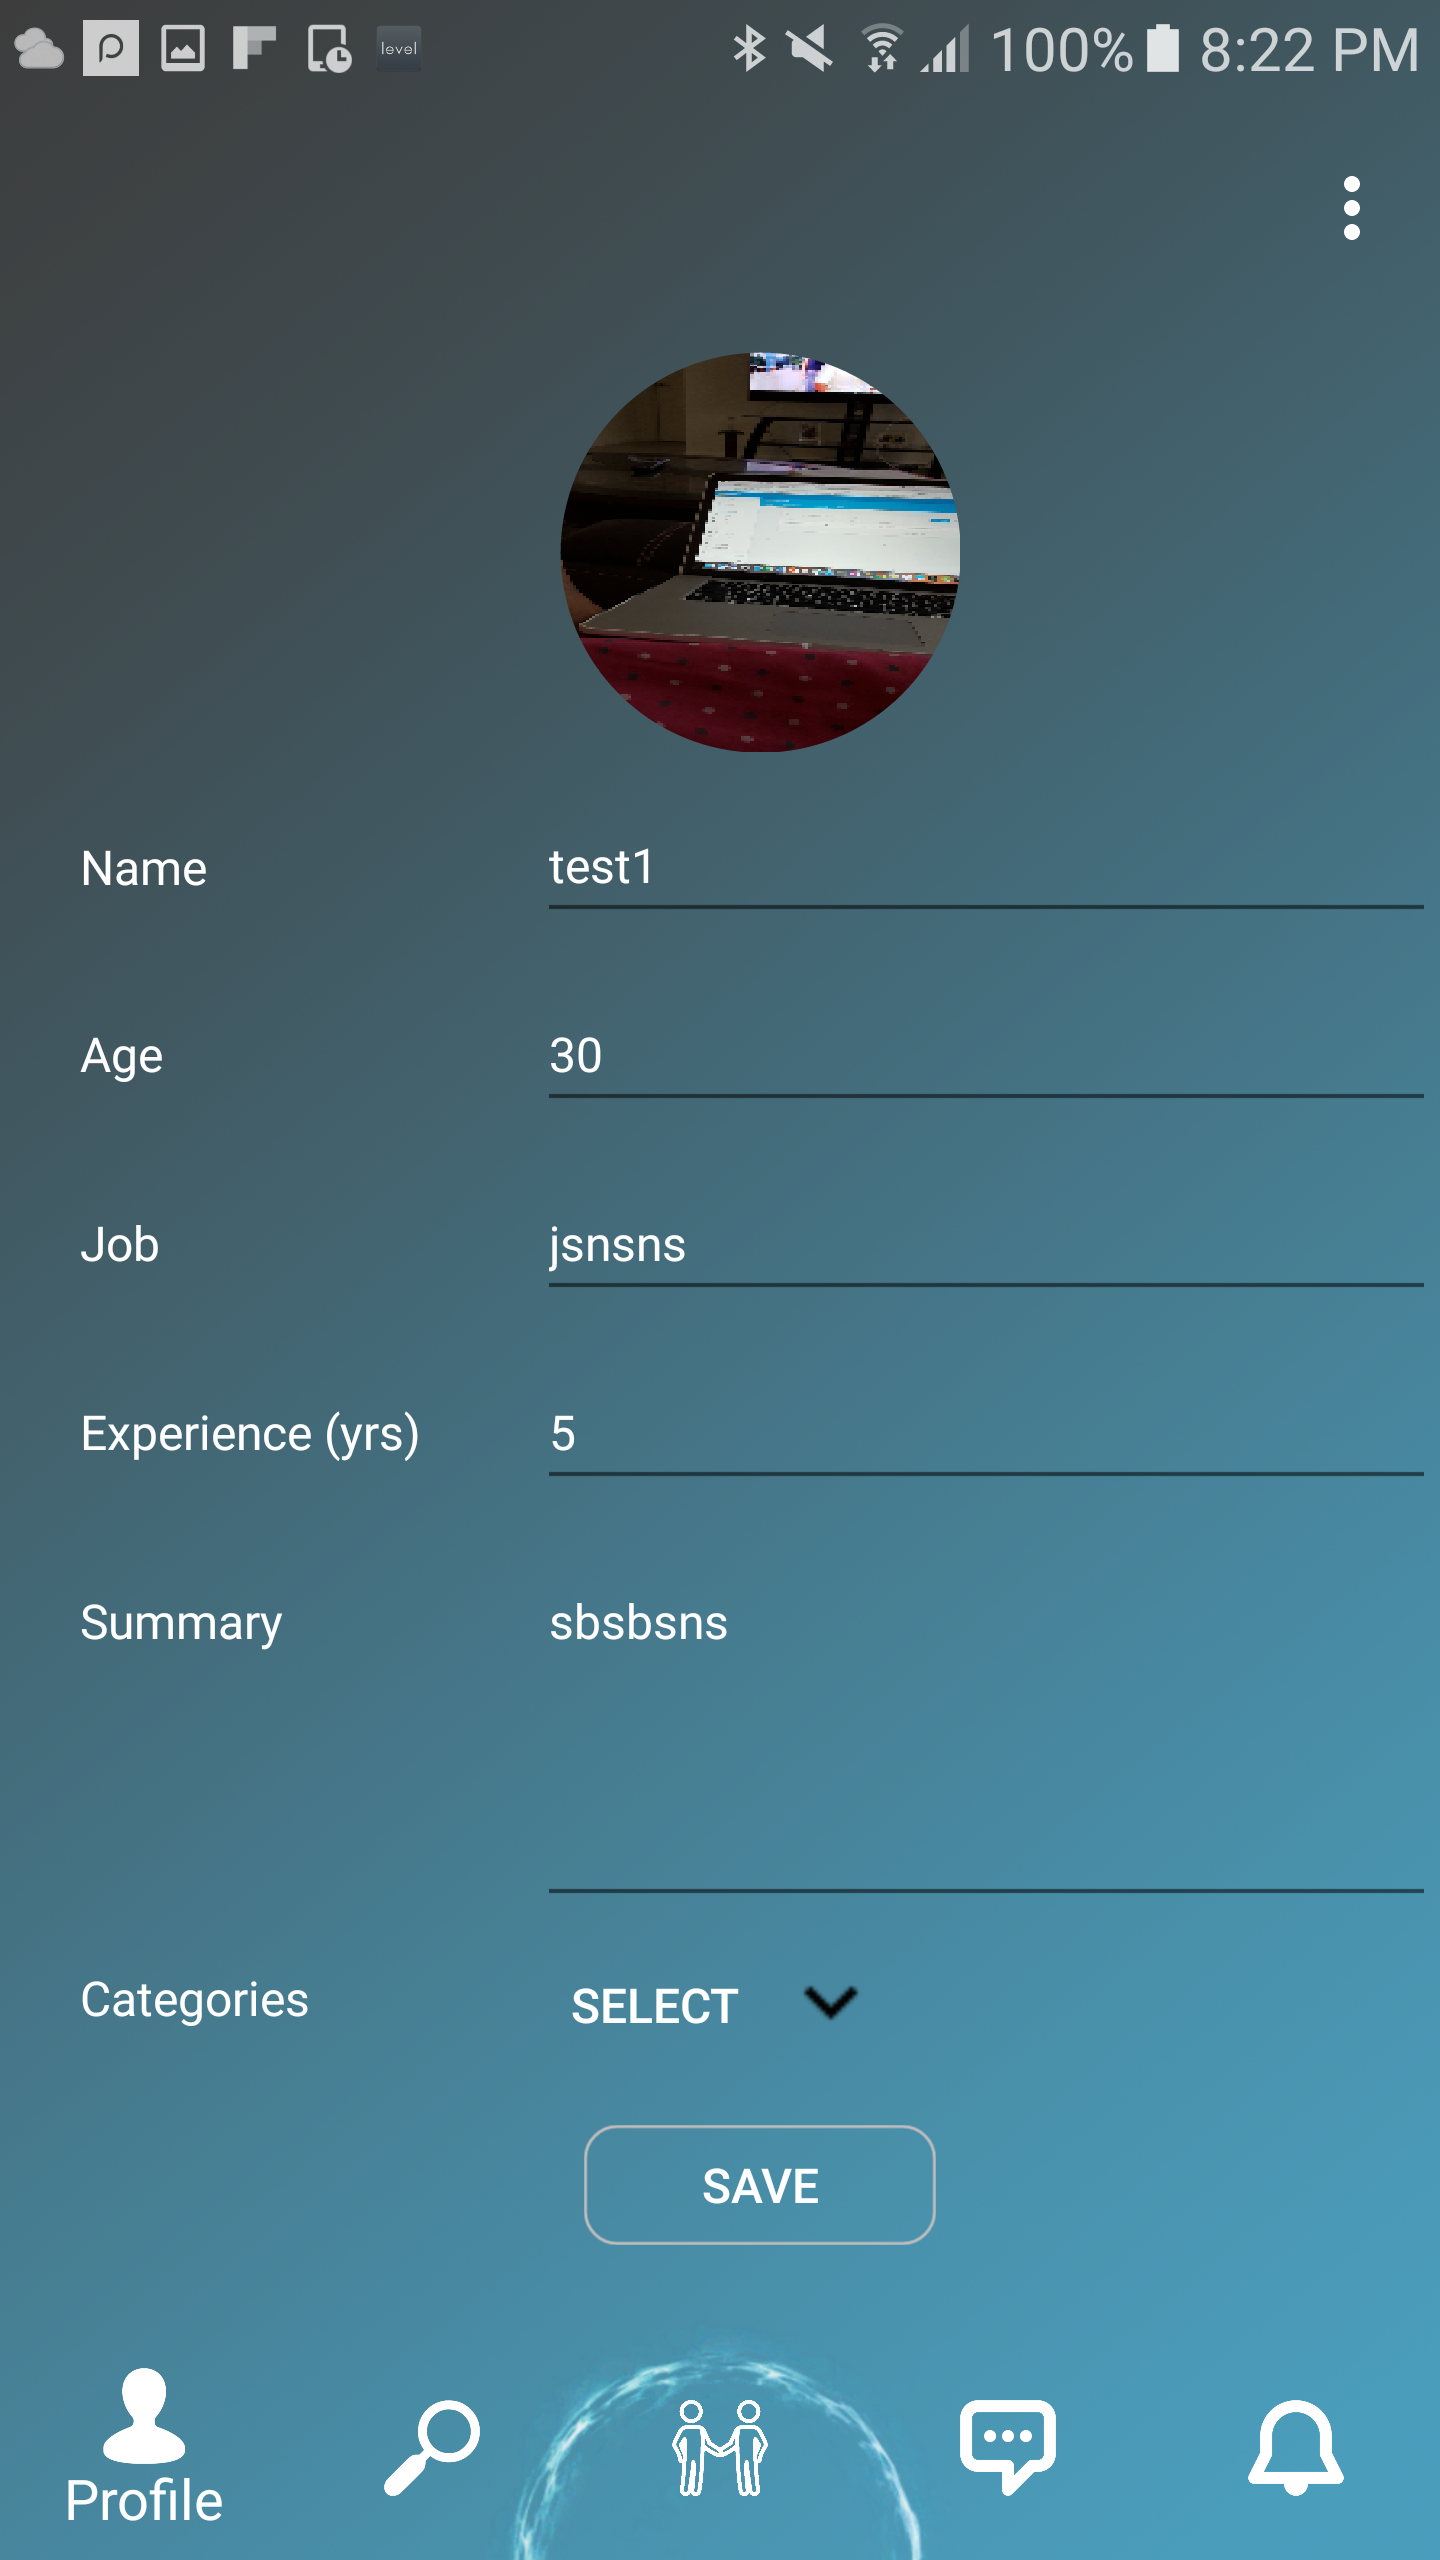 level 100% 8:22 PM
Name test1
Age 30
Job jsnsns
Experience (yrs) 5
Summary sbsbsns
Categories SELECT
SAVE
Profile